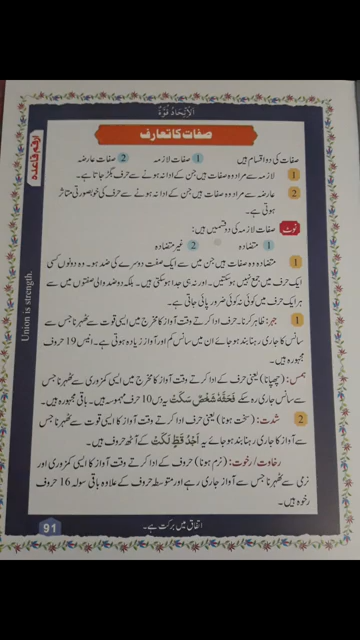 اَلْاِتِّحَادُ قُوَّةٌ
صفات کا تعارف
ارقم قاعدہ
صفات کی دو اقسام ہیں 1 صفات لازمہ 2 صفات عارضہ
1 لازمہ سے مراد وہ صفات ہیں جن کے ادا نہ ہونے سے حرف بگڑ جاتا ہے۔
2 عارضہ سے مراد وہ صفات ہیں جن کے ادا نہ ہونے سے حرف کی خوبصورتی متاثر
ہوتی ہے۔
نوٹ صفات لازمہ کی دو قسمیں ہیں:
1 متضادہ 2 غیر متضادہ
1 متضادہ وہ صفات ہیں جن میں سے ایک صفت دوسرے کی ضد ہو۔ وہ دونوں کسی
ایک حرف میں جمع نہیں ہو سکتیں۔ اور نہ ہی جدا ہو سکتی ہیں۔ بلکہ دو ضد والی صفتوں میں سے
ہر ایک حرف میں کوئی نہ کوئی ضرور پائی جاتی ہے۔
1 جہر: ظاہر کرنا۔ حرف ادا کرتے وقت آواز کا مخرج میں ایسی قوت سے ٹھہرنا جس سے
سانس کا جاری رہنا بند ہو جائے ان میں سانس کم اور آواز زیادہ ہوتی ہے۔ انیس 19 حروف
مجہورہ ہیں۔
ہمس: (چھپانا) یعنی حرف کے ادا کرتے وقت آواز کا مخرج میں ایسی کمزوری سے ٹھہرنا جس
سے سانس جاری رہ سکے فَحَثَّهٗ شَخْصٌ سَكَتَ یہ دس 10 حرف مہموسہ ہیں۔ باقی مجہورہ ہیں۔
2 شدت: (سخت ہونا) یعنی حرف ادا کرتے وقت آواز کا ایسی قوت سے ٹھہرنا جس
سے آواز کا جاری رہنا بند ہو جائے یہ اَجِدُ قَطٍ بَكَتْ کے آٹھ حروف ہیں۔
رخاوت/رخوت: (نرم ہونا) حروف کے ادا کرتے وقت آواز کا ایسی کمزوری اور
نرمی سے ٹھہرنا جس سے آواز جاری رہے اور متوسطہ حروف کے علاوہ باقی سولہ 16 حروف
رخوہ ہیں۔
Union is strength.
اتفاق میں برکت ہے۔
91